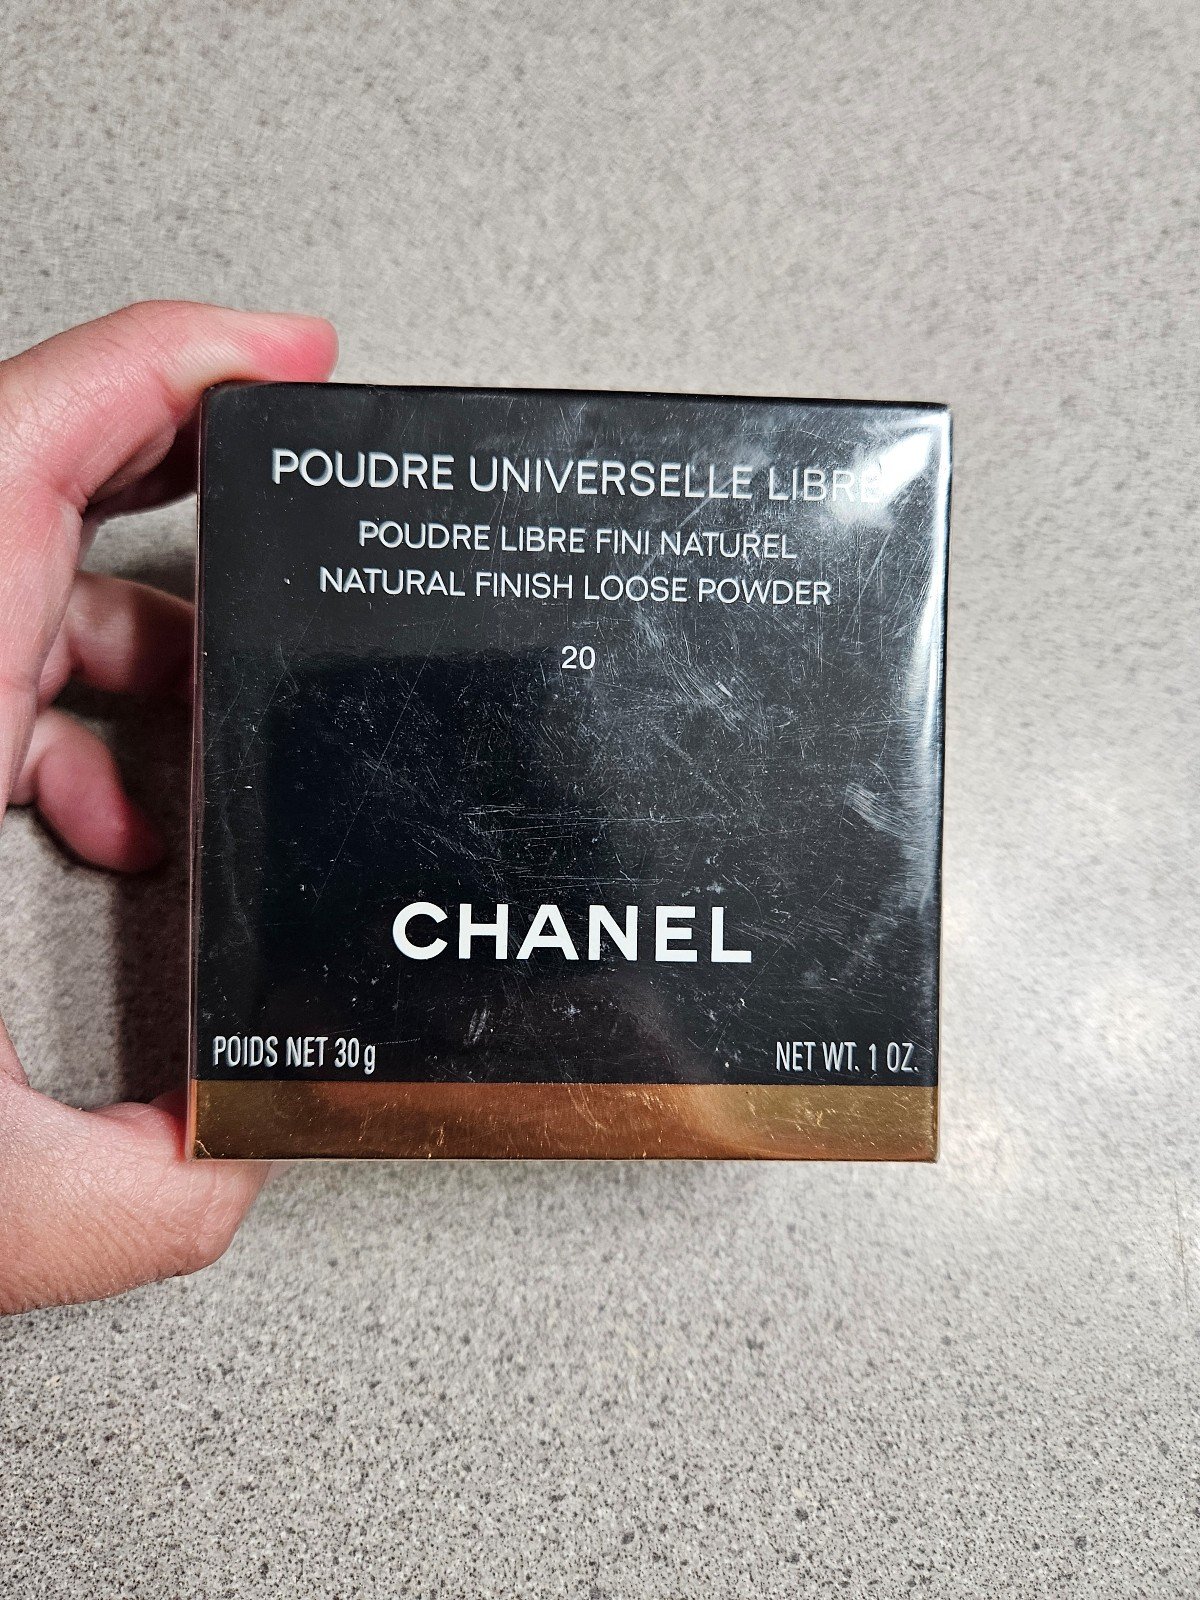 POUDRE UNIVERSELLE LIBRE
POUDRE LIBRE FINI NATUREL
NATURAL FINISH LOOSE POWDER
20
CHANEL
POIDS NET 30 g
NET WT. 1 OZ.